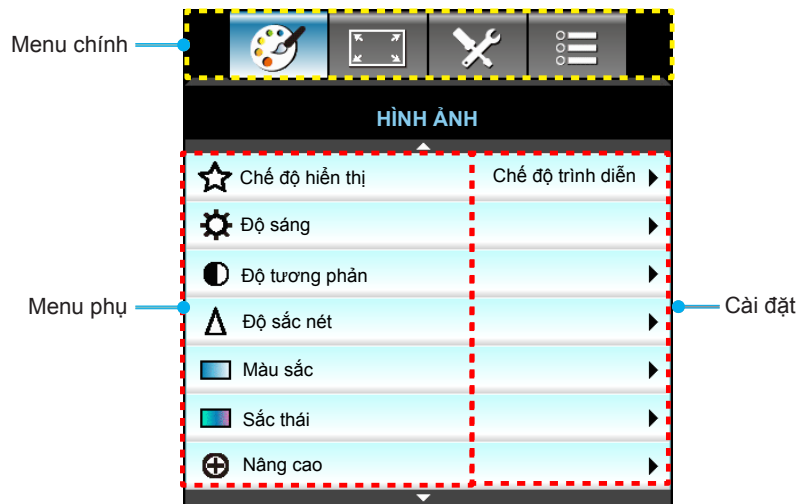 Menu chính
HÌNH ẢNH
Chế độ hiển thị
Chế độ trình diễn
Độ sáng
Độ tương phản
Menu phụ
Cài đặt
Độ sắc nét
Màu sắc
Sắc thái
Nâng cao